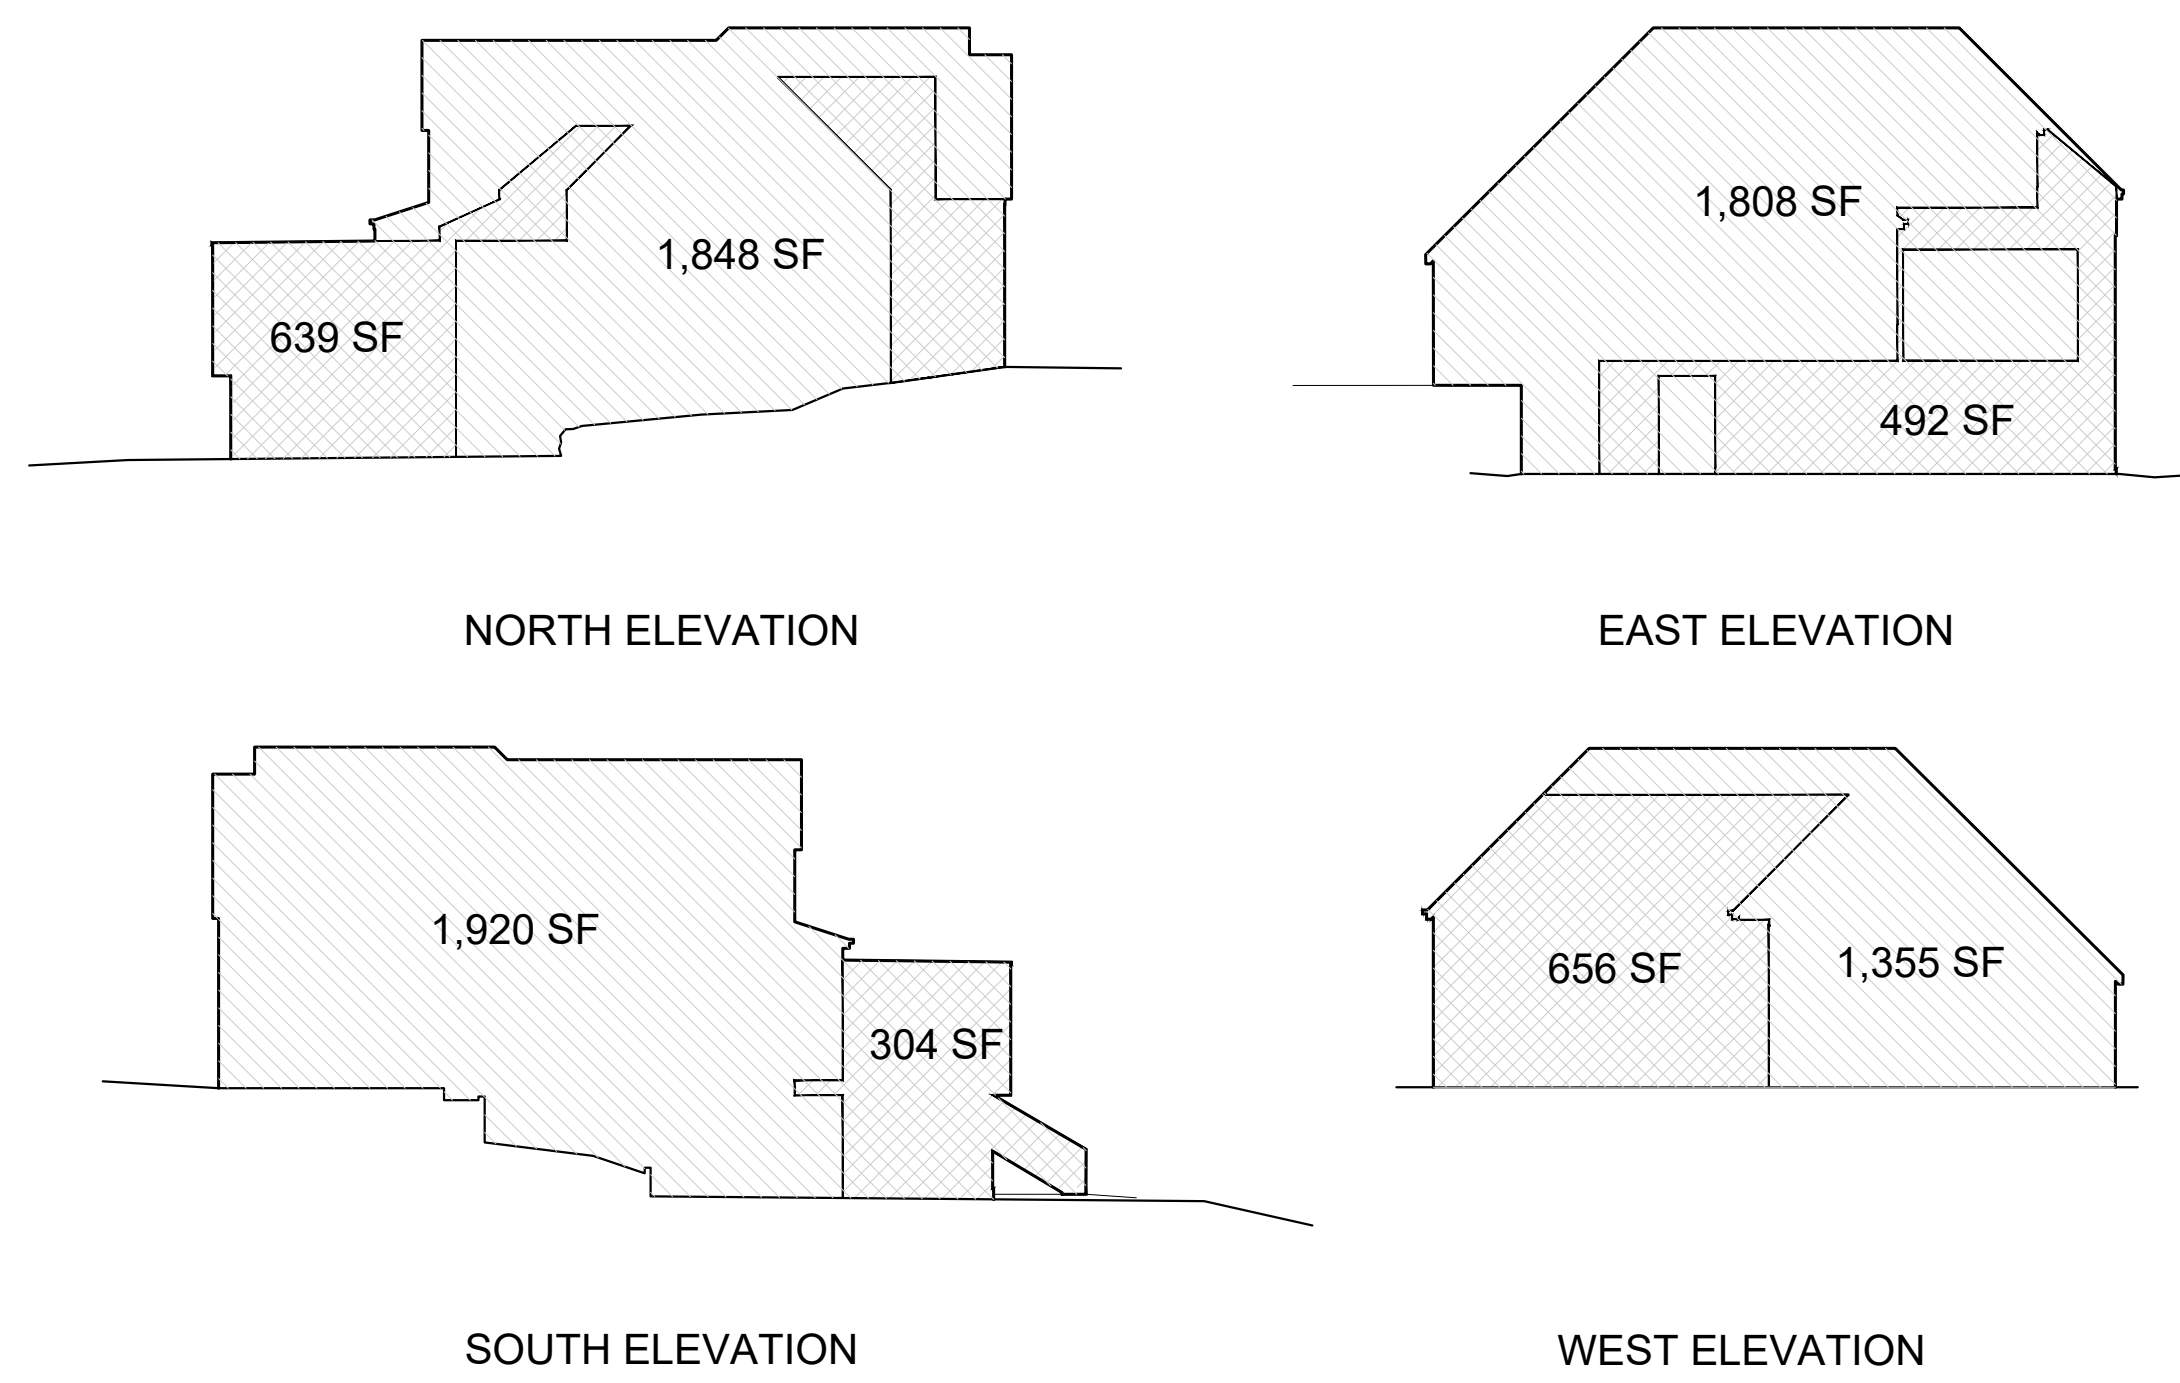 1,848 SF
639 SF
NORTH ELEVATION
1,808 SF
492 SF
EAST ELEVATION
1,920 SF
304 SF
SOUTH ELEVATION
656 SF
1,355 SF
WEST ELEVATION